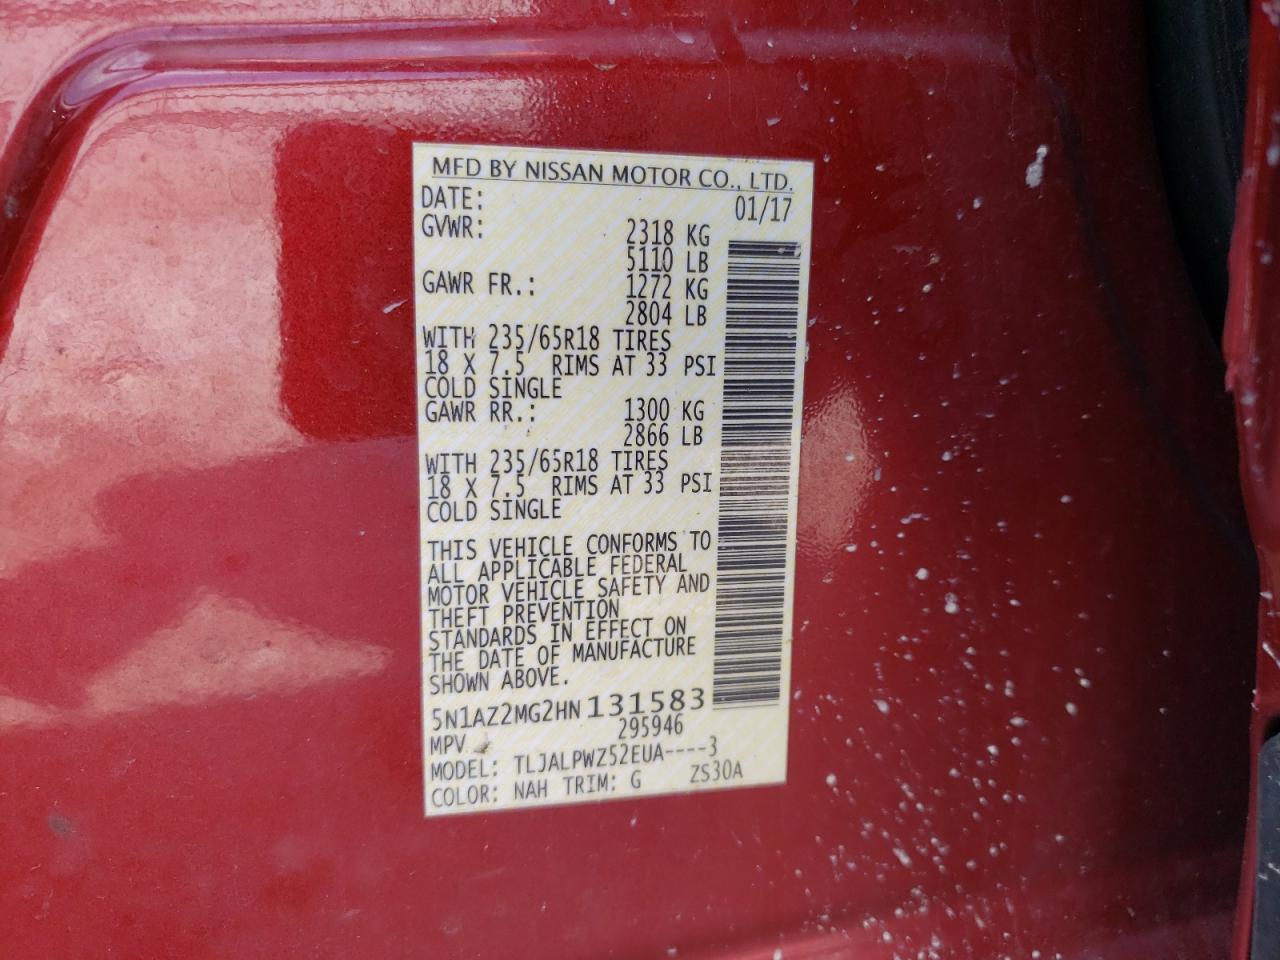 MFD BY NISSAN MOTOR CO., LTD.
DATE: 01/17
GVWR: 2318 KG
5110 LB
GAWR FR.: 1272 KG
2804 LB
WITH 235/65R18 TIRES
18 X 7.5 RIMS AT 33 PSI
COLD SINGLE
GAWR RR.: 1300 KG
2866 LB
WITH 235/65R18 TIRES
18 X 7.5 RIMS AT 33 PSI
COLD SINGLE
THIS VEHICLE CONFORMS TO
ALL APPLICABLE FEDERAL
MOTOR VEHICLE SAFETY AND
THEFT PREVENTION
STANDARDS IN EFFECT ON
THE DATE OF MANUFACTURE
SHOWN ABOVE.
5N1AZ2MG2HN131583
MPV 295946
MODEL: TLJALPWZ52EUA----3
COLOR: NAH TRIM: G ZS30A